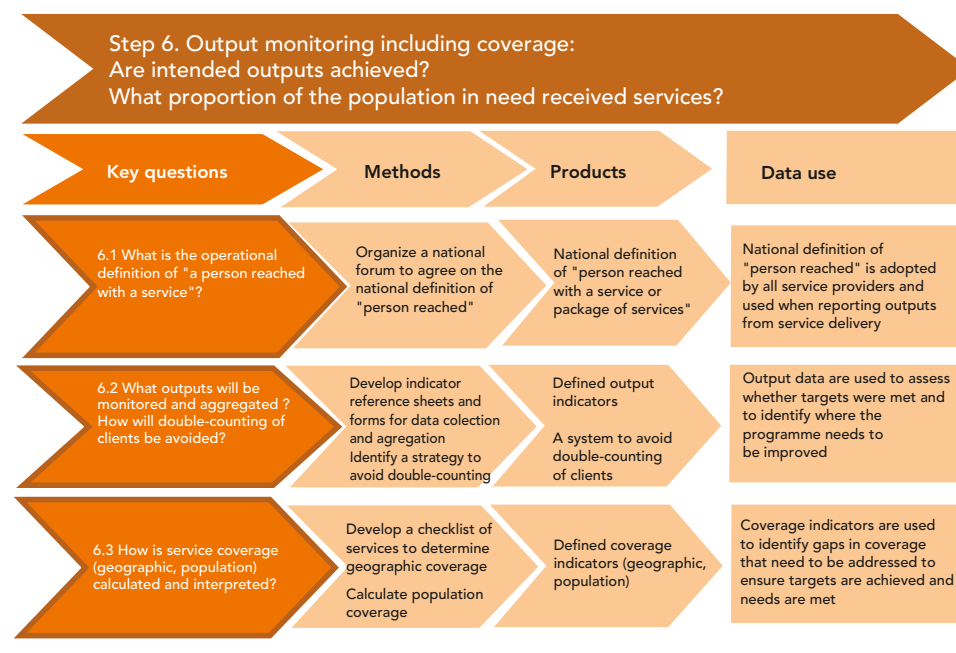 Step 6. Output monitoring including coverage:
Are intended outputs achieved?
What proportion of the population in need received services?
Key questions
Methods
Products
Data use
6.1 What is the operational
definition of "a person reached
with a service"?
Organize a national
forum to agree on the
national definition of
"person reached"
National definition
of "person reached
with a service or
package of services"
National definition of
"person reached" is adopted
by all service providers and
used when reporting outputs
from service delivery
6.2 What outputs will be
monitored and aggregated ?
How will double-counting of
clients be avoided?
Develop indicator
reference sheets and
forms for data colection
and agregation
Identify a strategy to
avoid double-counting
Defined output
indicators
A system to avoid
double-counting
of clients
Output data are used to assess
whether targets were met and
to identify where the
programme needs to
be improved
6.3 How is service coverage
(geographic, population)
calculated and interpreted?
Develop a checklist of
services to determine
geographic coverage
Calculate population
coverage
Defined coverage
indicators (geographic,
population)
Coverage indicators are used
to identify gaps in coverage
that need to be addressed to
ensure targets are achieved and
needs are met